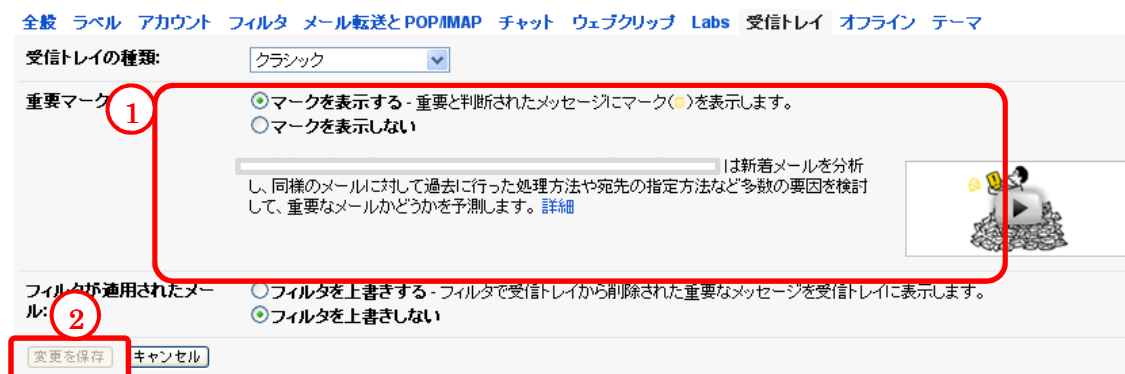 全般 ラベル アカウント フィルタ メール転送と POP/IMAP チャット ウェブクリップ Labs 受信トレイ オフライン テーマ
受信トレイの種類: クラシック
重要マーク
1
マークを表示する - 重要と判断されたメッセージにマーク()を表示します。
マークを表示しない
は新着メールを分析
し、同様のメールに対して過去に行った処理方法や宛先の指定方法など多数の要因を検討
して、重要なメールかどうかを予測します。 詳細
フィルタが適用されたメー
ル:
2
フィルタを上書きする - フィルタで受信トレイから削除された重要なメッセージを受信トレイに表示します。
フィルタを上書きしない
変更を保存 キャンセル